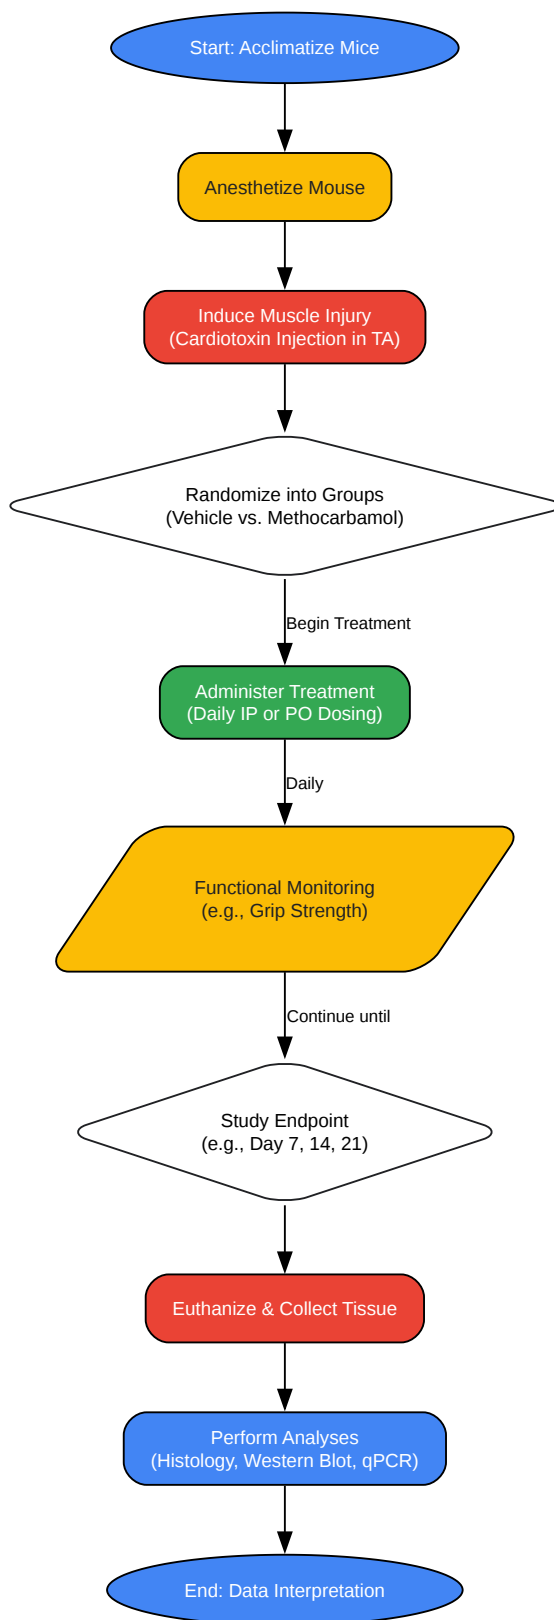 Start: Acclimatize Mice
Anesthetize Mouse
Induce Muscle Injury
(Cardiotoxin Injection in TA)
Randomize into Groups
(Vehicle vs. Methocarbamol)
Begin Treatment
Administer Treatment
(Daily IP or PO Dosing)
Daily
Functional Monitoring
(e.g., Grip Strength)
Continue until
Study Endpoint
(e.g., Day 7, 14, 21)
Euthanize & Collect Tissue
Perform Analyses
(Histology, Western Blot, qPCR)
End: Data Interpretation